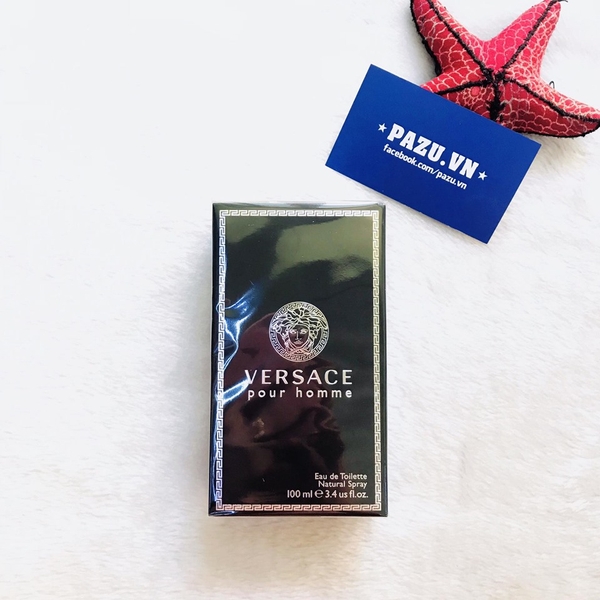 ★PAZU.VN★
facebook.com/pazu.vn
VERSACE
pour homme
Eau de Toilette
Natural Spray
100 ml ℮ 3.4 us fl.oz.